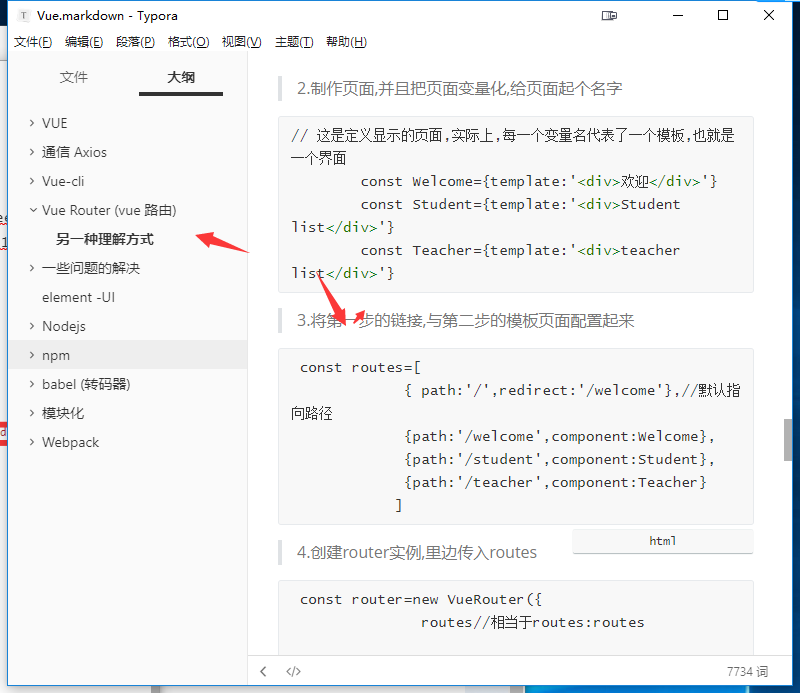 Vue.markdown - Typora
文件(F) 编辑(E) 段落(P) 格式(O) 视图(V) 主题(T) 帮助(H)
文件 大纲
VUE
通信 Axios
Vue-cli
Vue Router (vue 路由)
另一种理解方式
一些问题的解决
element -UI
Nodejs
npm
babel (转码器)
模块化
Webpack
2.制作页面,并且把页面变量化,给页面起个名字
// 这是定义显示的页面,实际上,每一个变量名代表了一个模板,也就是
一个界面
const Welcome={template:'<div>欢迎</div>'}
const Student={template:'<div>Student
list</div>'}
const Teacher={template:'<div>teacher
list</div>'}
3.将第一步的链接,与第二步的模板页面配置起来
const routes=[
{ path:'/',redirect:'/welcome'},//默认指
向路径
{path:'/welcome',component:Welcome},
{path:'/student',component:Student},
{path:'/teacher',component:Teacher}
]
html
4.创建router实例,里边传入routes
const router=new VueRouter({
routes//相当于routes:routes
7734 词